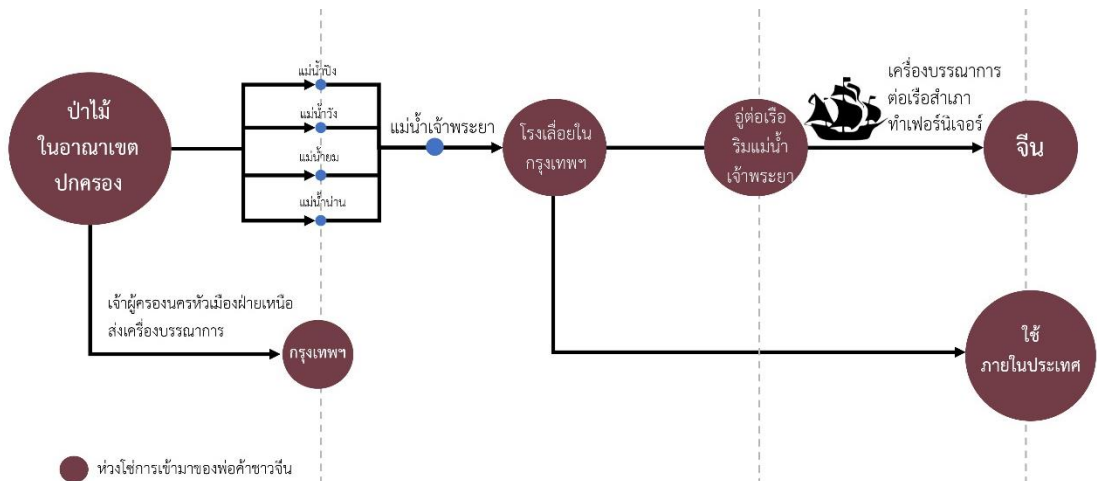 ป่าไม้
ในอาณาเขต
ปกครอง
แม่น้ำปิง
แม่น้ำวัง
แม่น้ำยม
แม่น้ำน่าน
แม่น้ำเจ้าพระยา
โรงเลื่อยใน
กรุงเทพฯ
อู่ต่อเรือ
ริมแม่น้ำ
เจ้าพระยา
เครื่องบรรณาการ
ต่อเรือสำเภา
ทำเฟอร์นิเจอร์
จีน
เจ้าผู้ครองนครหัวเมืองฝ่ายเหนือ
ส่งเครื่องบรรณาการ
กรุงเทพฯ
ใช้
ภายในประเทศ
ห่วงโซ่การเข้ามาของพ่อค้าชาวจีน